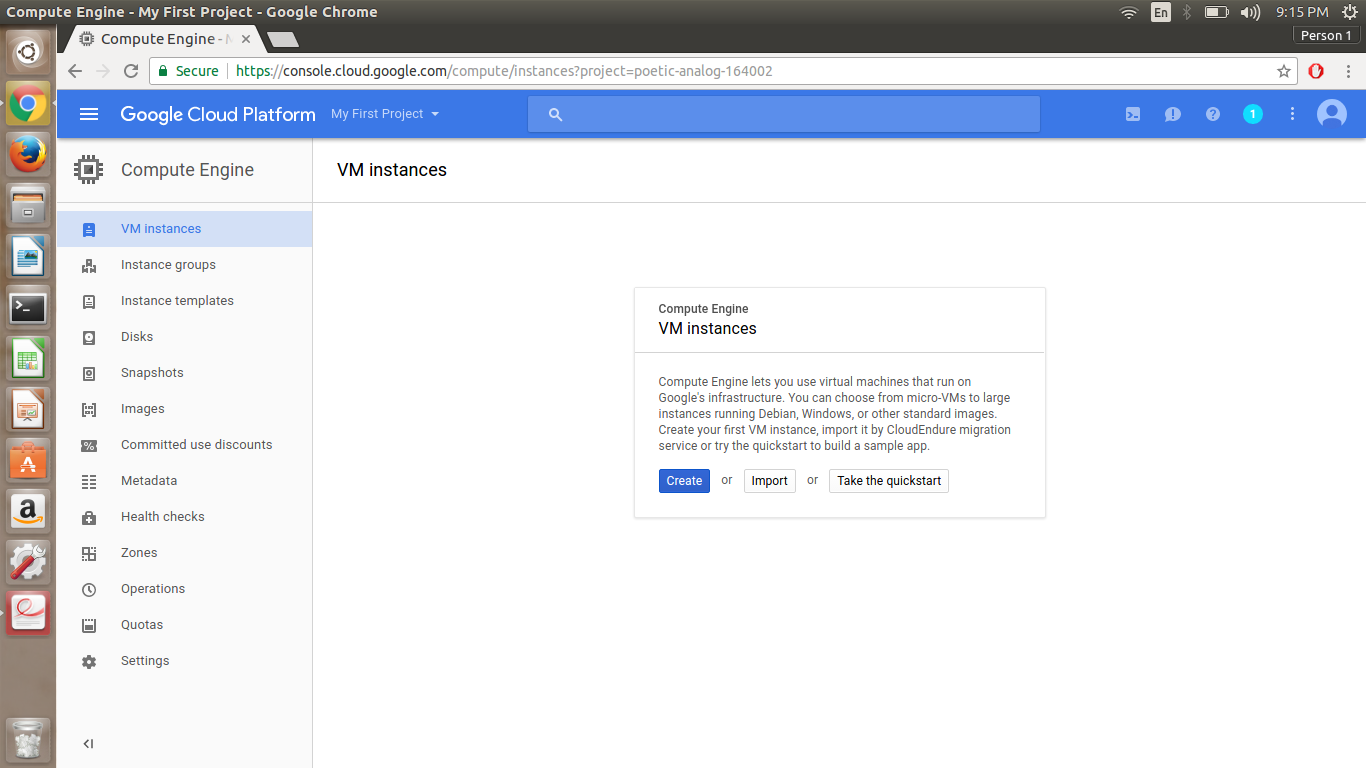 Compute Engine - My First Project - Google Chrome
En
9:15 PM
Compute Engine - M
Person 1
Secure
https://console.cloud.google.com/compute/instances?project=poetic-analog-164002
Google Cloud Platform
My First Project
1
Compute Engine
VM instances
VM instances
Instance groups
Instance templates
Disks
Snapshots
Images
Committed use discounts
Metadata
Health checks
Zones
Operations
Quotas
Settings
Compute Engine
VM instances
Compute Engine lets you use virtual machines that run on
Google's infrastructure. You can choose from micro-VMs to large
instances running Debian, Windows, or other standard images.
Create your first VM instance, import it by CloudEndure migration
service or try the quickstart to build a sample app.
Create or Import or Take the quickstart